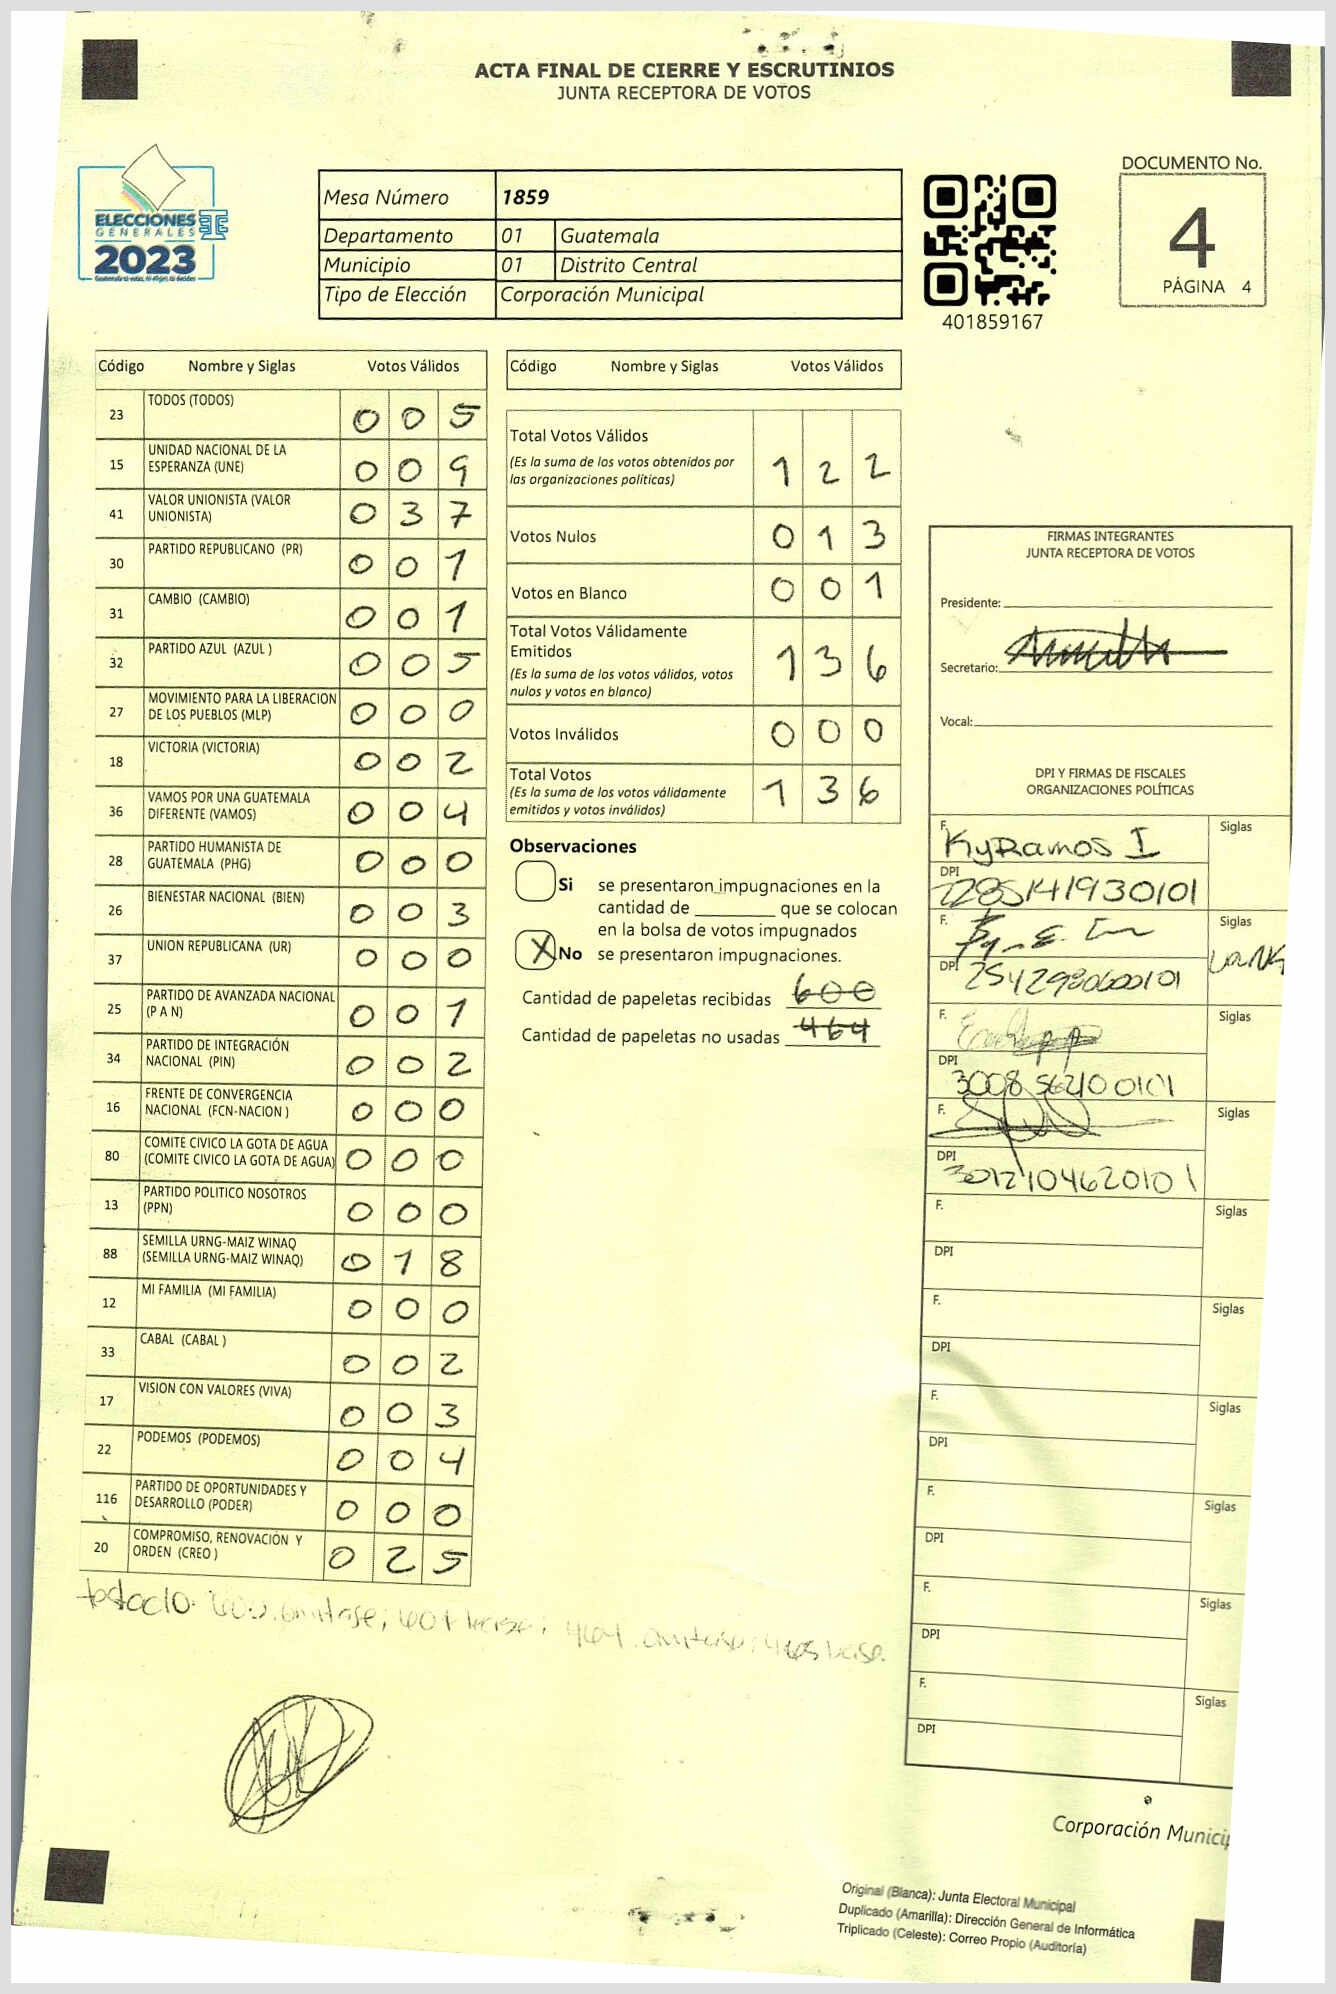 ACTA FINAL DE CIERRE Y ESCRUTINIOS
JUNTA RECEPTORA DE VOTOS
ELECCIONES
GENERALES
2023
Mesa Número 1859
Departamento 01 Guatemala
Municipio 01 Distrito Central
Tipo de Elección Corporación Municipal
401859167
DOCUMENTO No.
4
PÁGINA 4
Código Nombre y Siglas Votos Válidos
23 TODOS (TODOS) 0 0 5
15 UNIDAD NACIONAL DE LA ESPERANZA (UNE) 0 0 9
41 VALOR UNIONISTA (VALOR UNIONISTA) 0 3 7
30 PARTIDO REPUBLICANO (PR) 0 0 1
31 CAMBIO (CAMBIO) 0 0 1
32 PARTIDO AZUL (AZUL ) 0 0 5
27 MOVIMIENTO PARA LA LIBERACION DE LOS PUEBLOS (MLP) 0 0 0
18 VICTORIA (VICTORIA) 0 0 2
36 VAMOS POR UNA GUATEMALA DIFERENTE (VAMOS) 0 0 4
28 PARTIDO HUMANISTA DE GUATEMALA (PHG) 0 0 0
26 BIENESTAR NACIONAL (BIEN) 0 0 3
37 UNION REPUBLICANA (UR) 0 0 0
25 PARTIDO DE AVANZADA NACIONAL (P A N) 0 0 1
34 PARTIDO DE INTEGRACIÓN NACIONAL (PIN) 0 0 2
16 FRENTE DE CONVERGENCIA NACIONAL (FCN-NACION ) 0 0 0
80 COMITE CIVICO LA GOTA DE AGUA (COMITE CIVICO LA GOTA DE AGUA) 0 0 0
13 PARTIDO POLITICO NOSOTROS (PPN) 0 0 0
88 SEMILLA URNG-MAIZ WINAQ (SEMILLA URNG-MAIZ WINAQ) 0 1 8
12 MI FAMILIA (MI FAMILIA) 0 0 0
33 CABAL (CABAL ) 0 0 2
17 VISION CON VALORES (VIVA) 0 0 3
22 PODEMOS (PODEMOS) 0 0 4
116 PARTIDO DE OPORTUNIDADES Y DESARROLLO (PODER) 0 0 0
20 COMPROMISO, RENOVACIÓN Y ORDEN (CREO ) 0 2 5
Código Nombre y Siglas Votos Válidos
Total Votos Válidos 1 2 2
(Es la suma de los votos obtenidos por
las organizaciones políticas)
Votos Nulos 0 1 3
Votos en Blanco 0 0 1
Total Votos Válidamente
Emitidos 1 3 6
(Es la suma de los votos válidos, votos
nulos y votos en blanco)
Votos Inválidos 0 0 0
Total Votos 1 3 6
(Es la suma de los votos válidamente
emitidos y votos inválidos)
Observaciones
Si se presentaron impugnaciones en la
cantidad de ________ que se colocan
en la bolsa de votos impugnados
X No se presentaron impugnaciones.
Cantidad de papeletas recibidas 600
Cantidad de papeletas no usadas 464
FIRMAS INTEGRANTES
JUNTA RECEPTORA DE VOTOS
Presidente:
Secretario:
Vocal:
DPI Y FIRMAS DE FISCALES
ORGANIZACIONES POLÍTICAS
F. KyRamos I Siglas
DPI 2285141930101
F. Siglas
DPI 2542980600101
F. Siglas
DPI 3008562100101
F. Siglas
DPI 3012104620101
F. Siglas
DPI
F. Siglas
DPI
F. Siglas
DPI
F. Siglas
DPI
F. Siglas
DPI
F. Siglas
DPI
testado: 600. omitase; 601 lease; 464. omitase; 465 lease.
Corporación Munici
Original (Blanca): Junta Electoral Municipal
Duplicado (Amarilla): Dirección General de Informática
Triplicado (Celeste): Correo Propio (Auditoría)